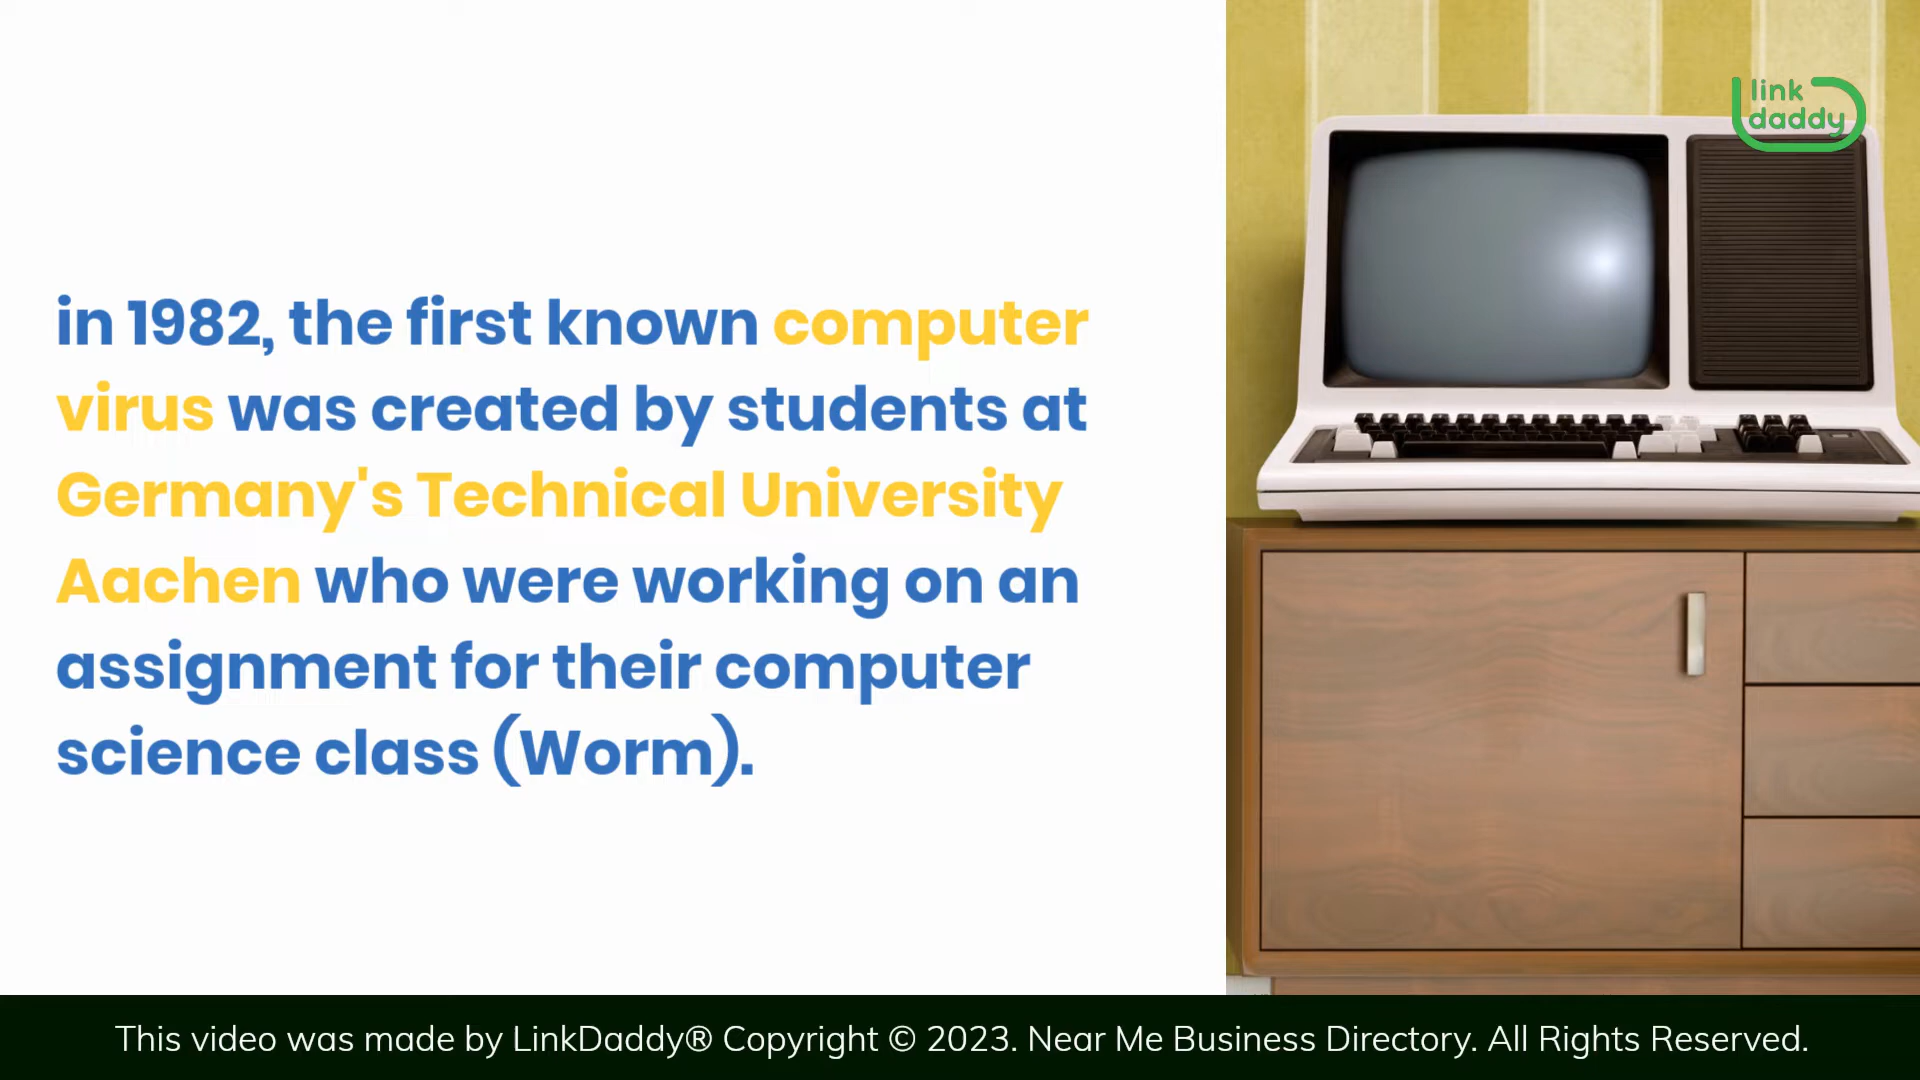 link
daddy
in 1982, the first known computer
virus was created by students at
Germany's Technical University
Aachen who were working on an
assignment for their computer
science class (Worm).
This video was made by LinkDaddy® Copyright © 2023. Near Me Business Directory. All Rights Reserved.